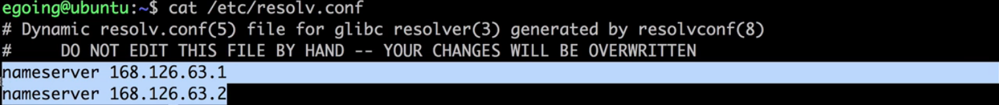 egoing@ubuntu:~$ cat /etc/resolv.conf
# Dynamic resolv.conf(5) file for glibc resolver(3) generated by resolvconf(8)
#     DO NOT EDIT THIS FILE BY HAND -- YOUR CHANGES WILL BE OVERWRITTEN
nameserver 168.126.63.1
nameserver 168.126.63.2